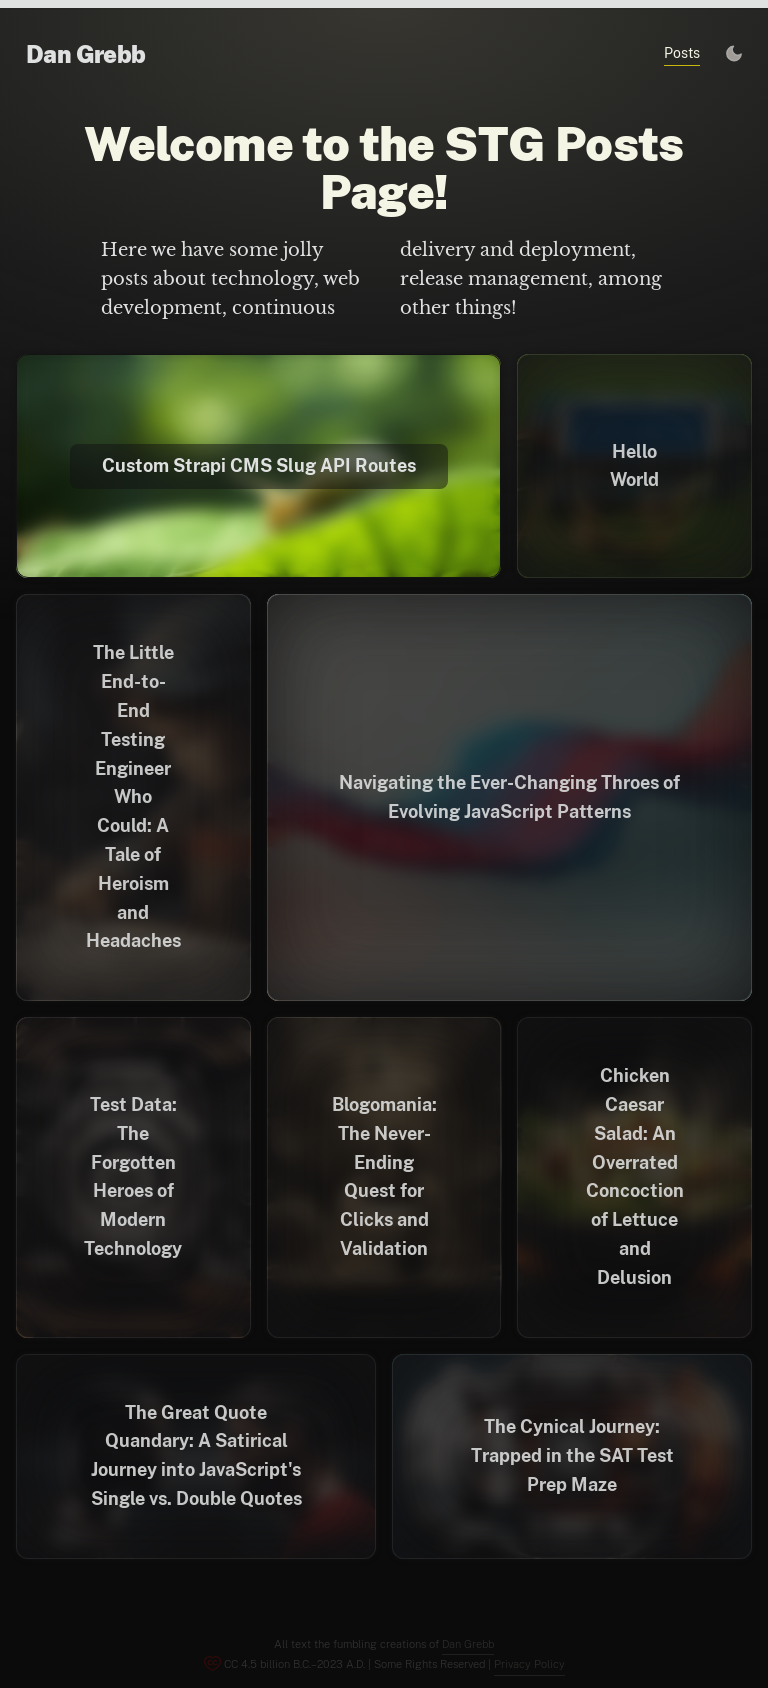 Dan Grebb
Posts
Welcome to the STG Posts
Page!
Here we have some jolly
posts about technology, web
development, continuous
delivery and deployment,
release management, among
other things!
Custom Strapi CMS Slug API Routes
Hello
World
The Little
End-to-
End
Testing
Engineer
Who
Could: A
Tale of
Heroism
and
Headaches
Navigating the Ever-Changing Throes of
Evolving JavaScript Patterns
Test Data:
The
Forgotten
Heroes of
Modern
Technology
Blogomania:
The Never-
Ending
Quest for
Clicks and
Validation
Chicken
Caesar
Salad: An
Overrated
Concoction
of Lettuce
and
Delusion
The Great Quote
Quandary: A Satirical
Journey into JavaScript's
Single vs. Double Quotes
The Cynical Journey:
Trapped in the SAT Test
Prep Maze
All text the fumbling creations of Dan Grebb
CC 4.5 billion B.C.–2023 A.D. | Some Rights Reserved | Privacy Policy